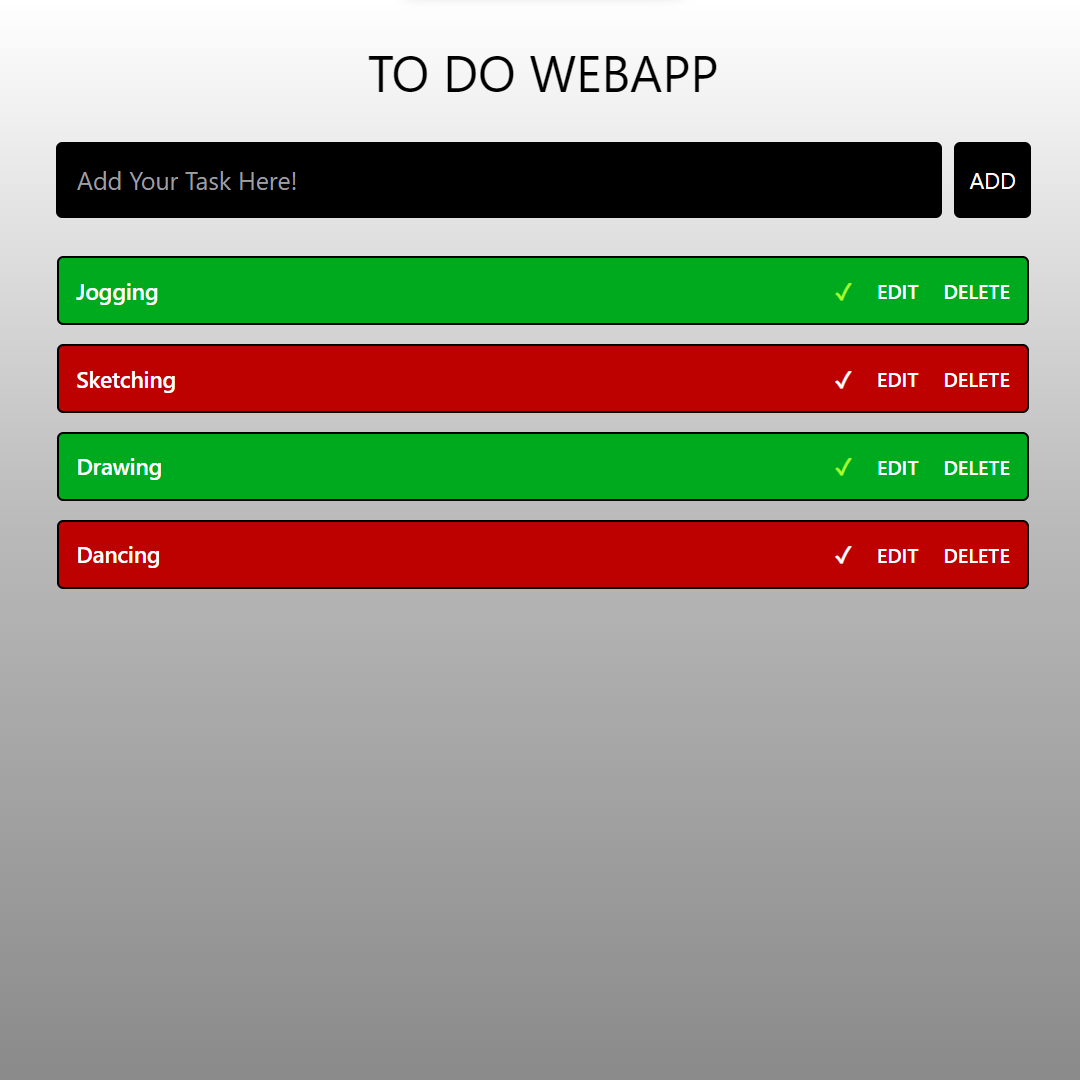 TO DO WEBAPP
Add Your Task Here! ADD
Jogging ✓ EDIT DELETE
Sketching ✓ EDIT DELETE
Drawing ✓ EDIT DELETE
Dancing ✓ EDIT DELETE